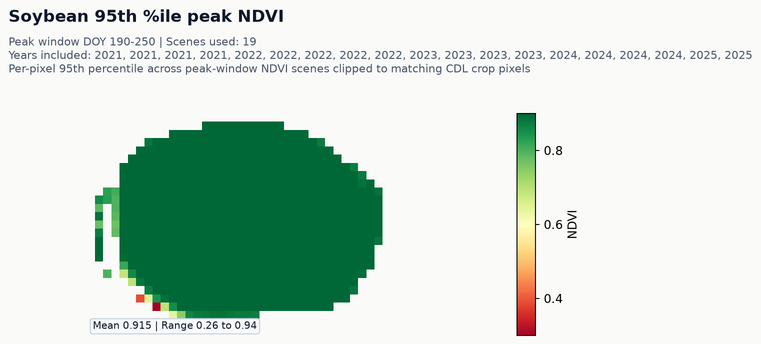 Soybean 95th %ile peak NDVI
Peak window DOY 190-250 | Scenes used: 19
Years included: 2021, 2021, 2021, 2021, 2022, 2022, 2022, 2022, 2023, 2023, 2023, 2023, 2024, 2024, 2024, 2024, 2025, 2025
Per-pixel 95th percentile across peak-window NDVI scenes clipped to matching CDL crop pixels
0.8
0.6
0.4
NDVI
Mean 0.915 | Range 0.26 to 0.94